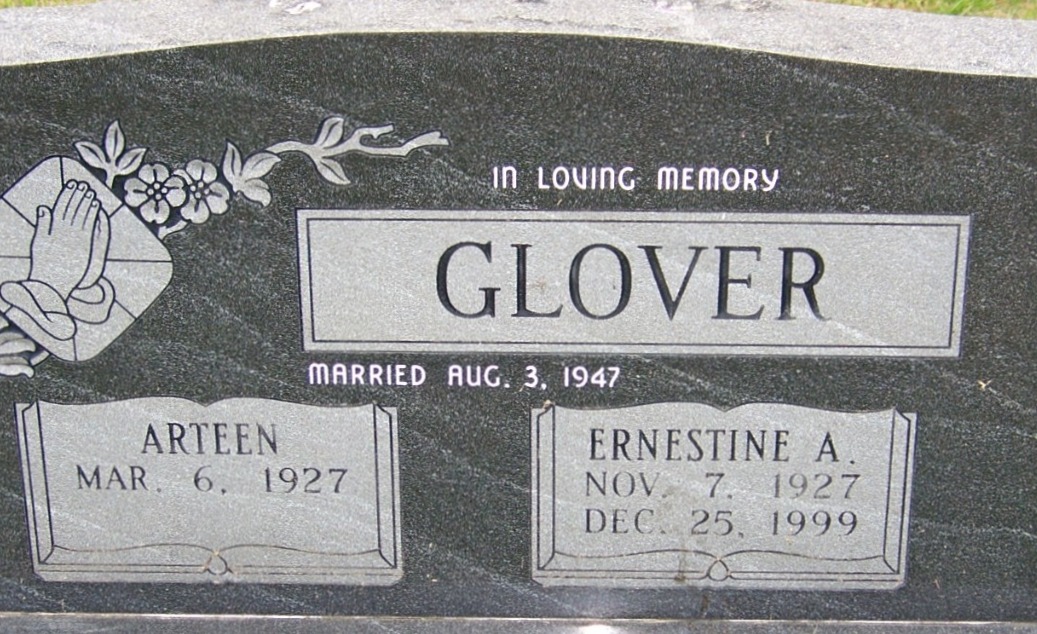 IN LOVING MEMORY
GLOVER
MARRIED AUG. 3, 1947
ARTEEN
MAR. 6, 1927
ERNESTINE A.
NOV. 7, 1927
DEC. 25, 1999